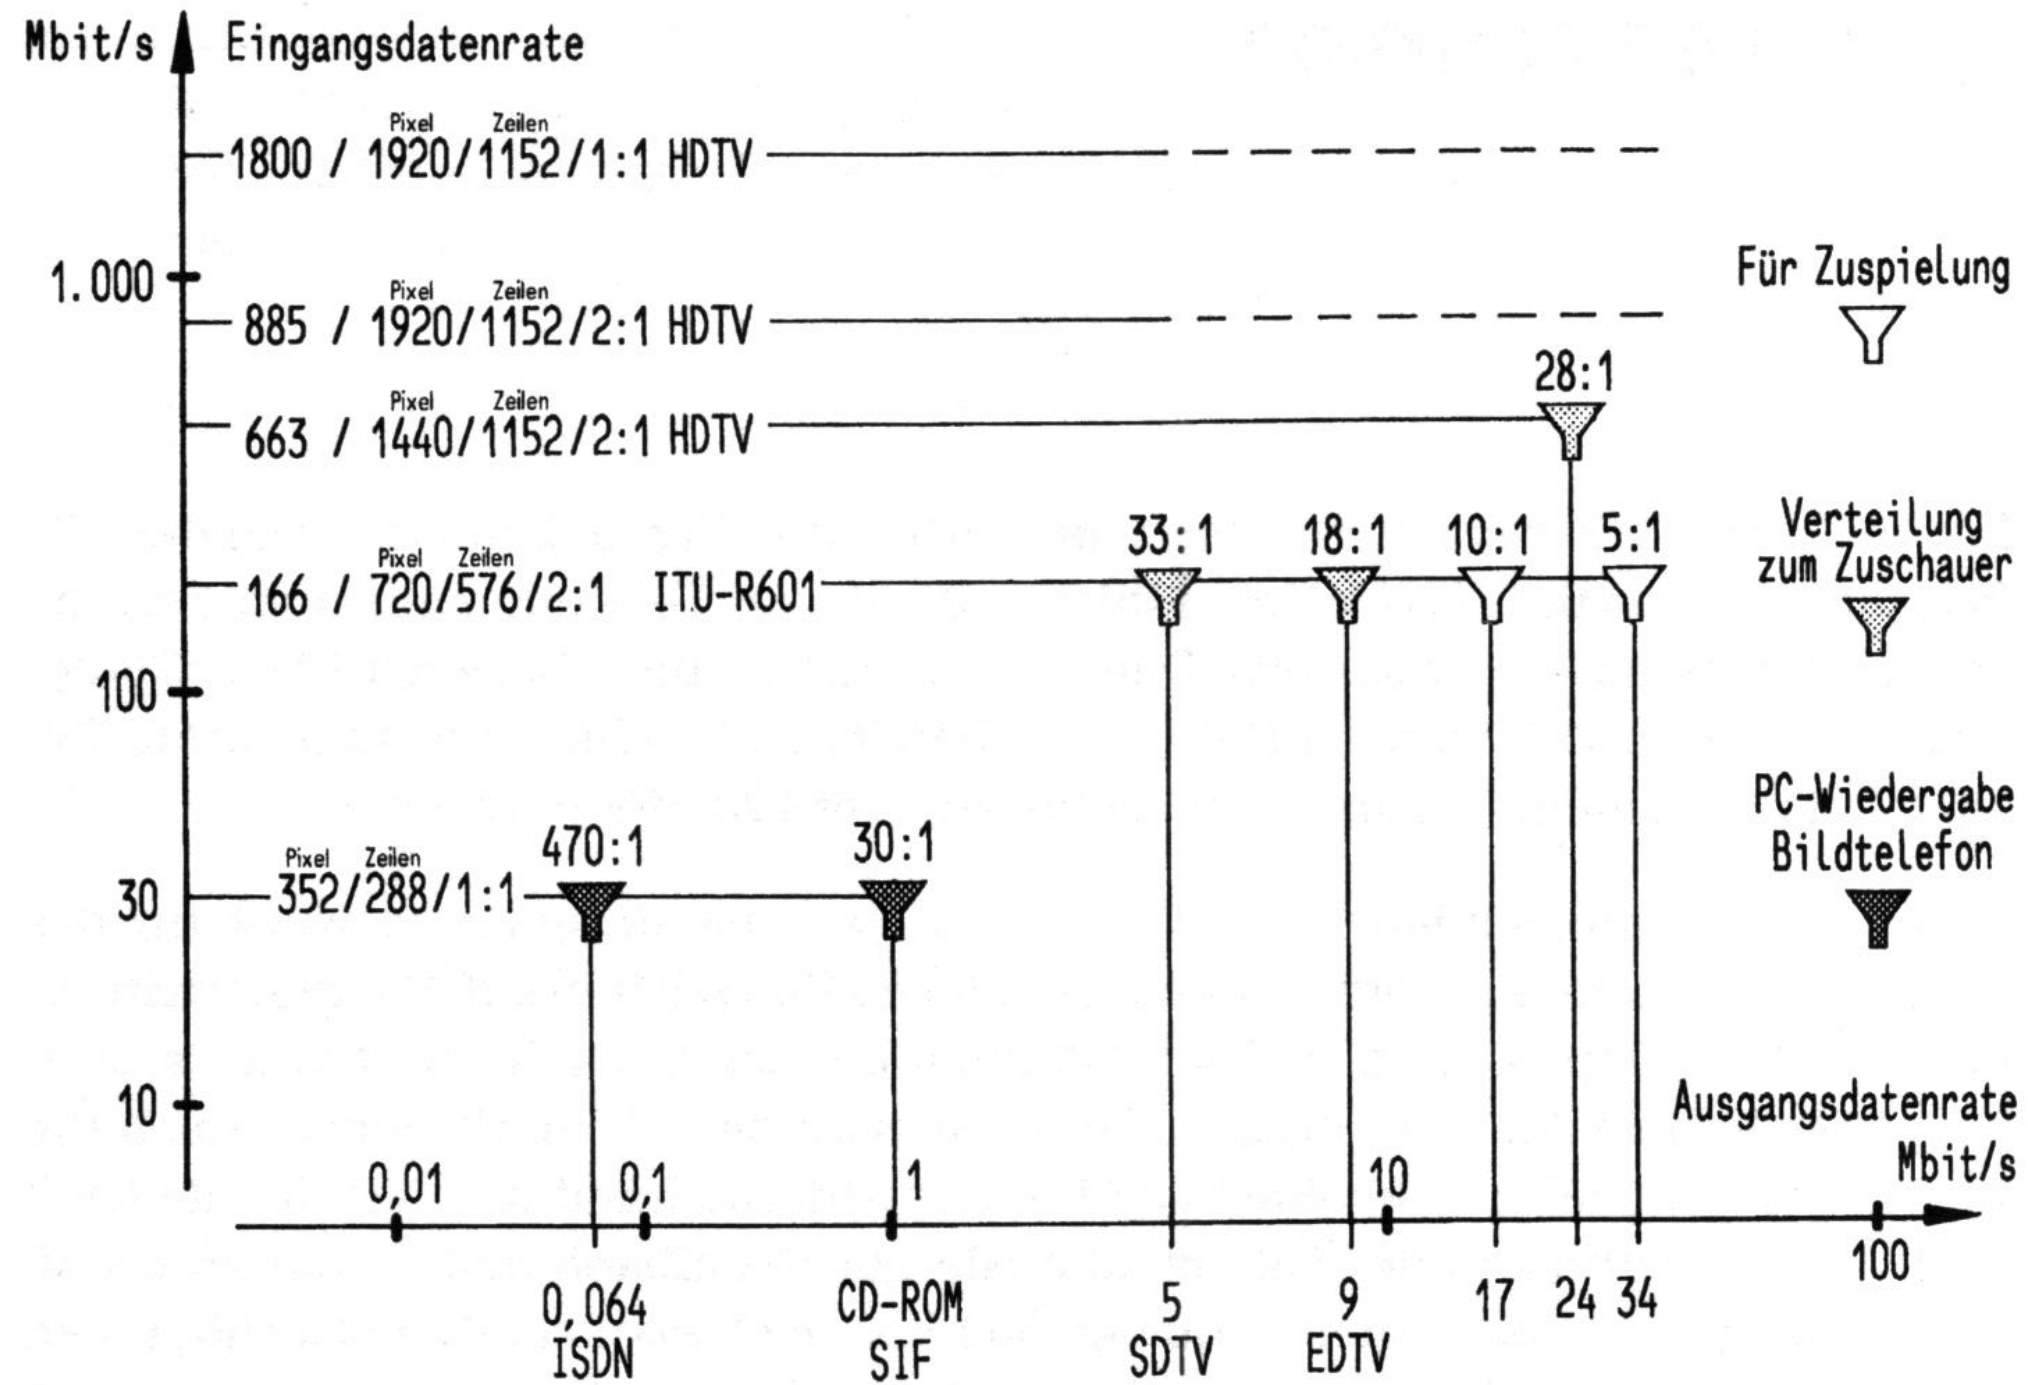 Mbit/s Eingangsdatenrate
Pixel Zeilen
1800 / 1920/1152/1:1 HDTV
1.000
Für Zuspielung
Pixel Zeilen
885 / 1920/1152/2:1 HDTV
28:1
Pixel Zeilen
663 / 1440/1152/2:1 HDTV
33:1 18:1 10:1 5:1
Verteilung
zum Zuschauer
Pixel Zeilen
166 / 720/576/2:1 ITU-R601
100
PC-Wiedergabe
Bildtelefon
470:1 30:1
Pixel Zeilen
30 352/288/1:1
10
Ausgangsdatenrate
Mbit/s
0,01 0,1 1 10
100
0,064 CD-ROM 5 9 17 24 34
ISDN SIF SDTV EDTV